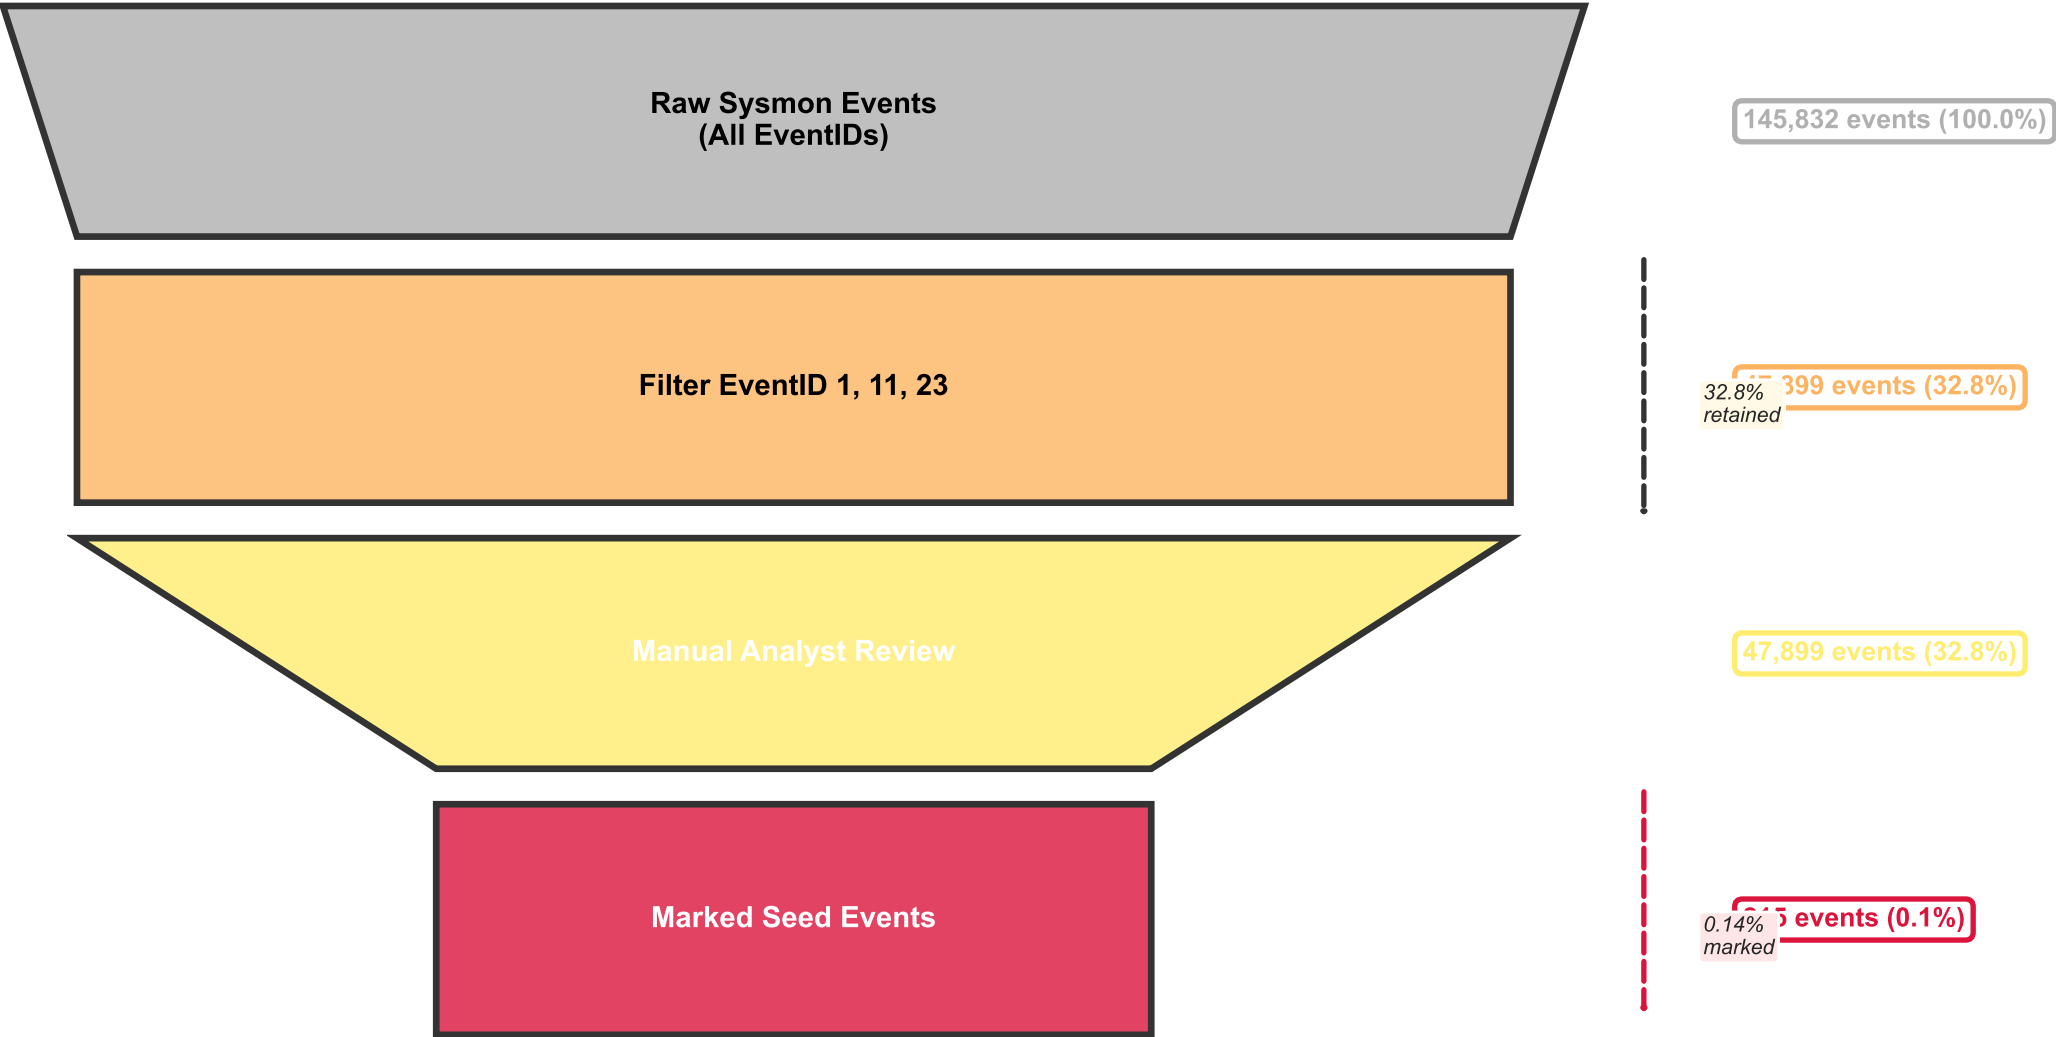 Raw Sysmon Events
(All EventIDs)
145,832 events (100.0%)
Filter EventID 1, 11, 23
32.8%
retained
events (32.8%)
Manual Analyst Review
47,899 events (32.8%)
Marked Seed Events
0.14%
marked
events (0.1%)